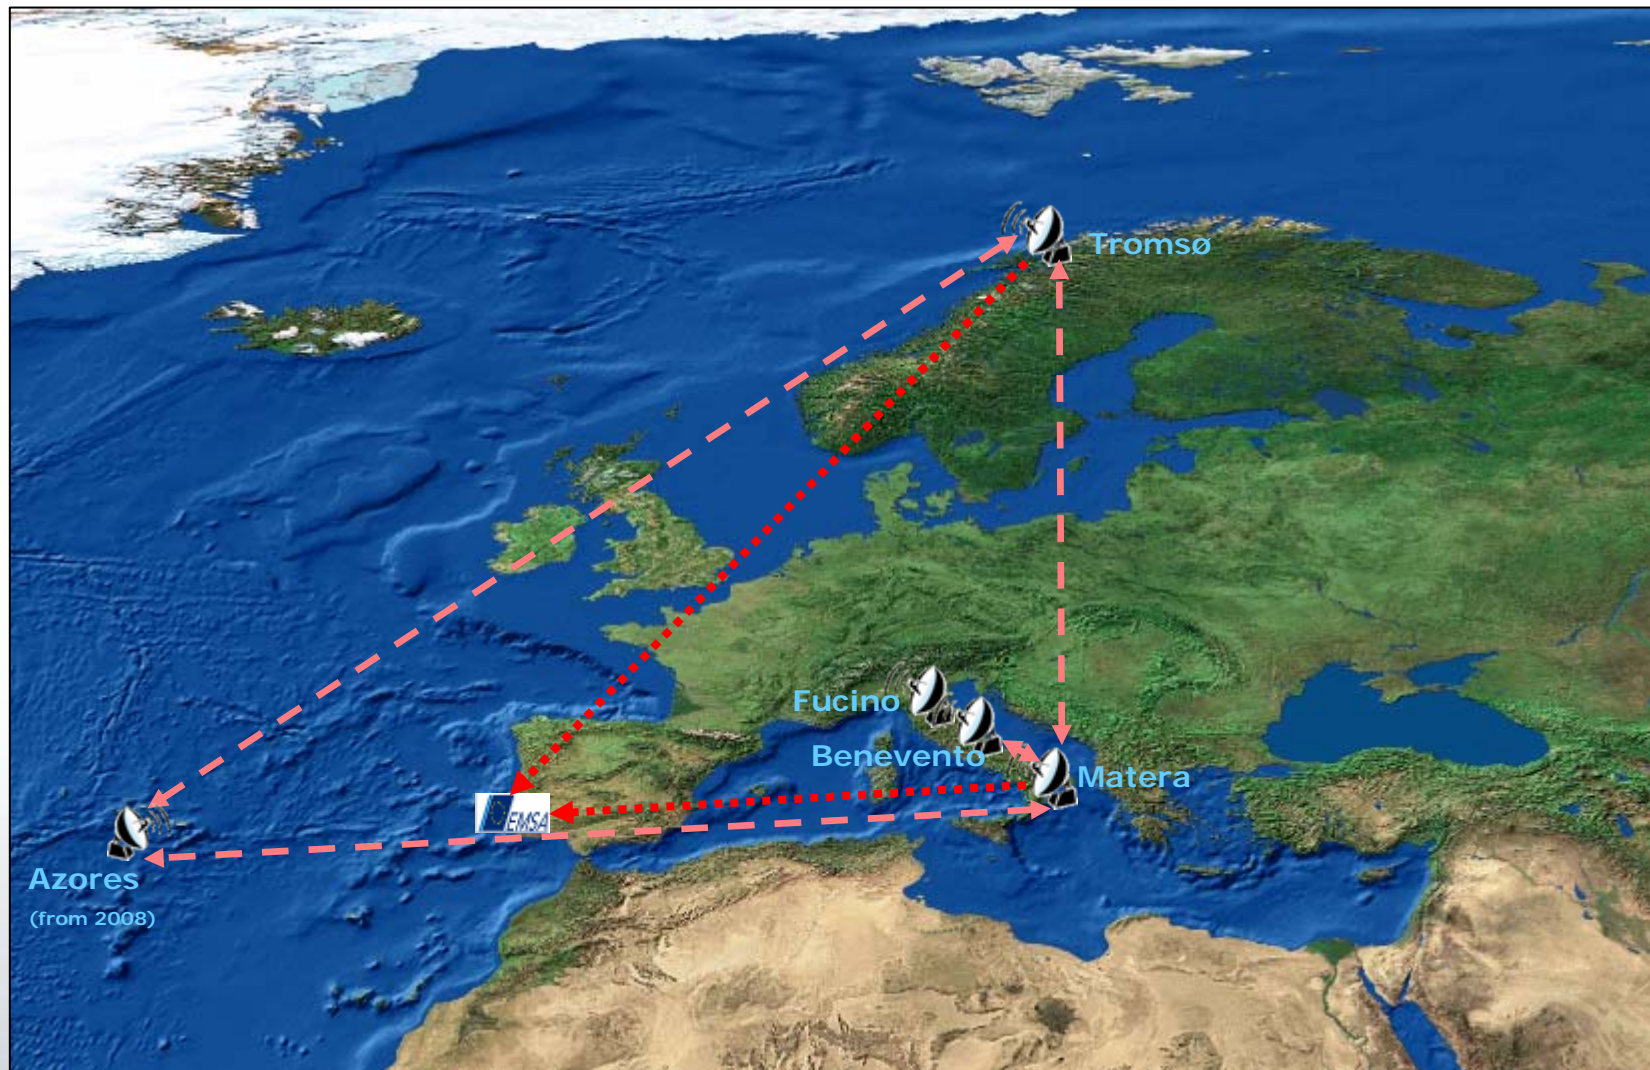 Tromsø
Fucino
Benevento
Matera
EMSA
Azores
(from 2008)